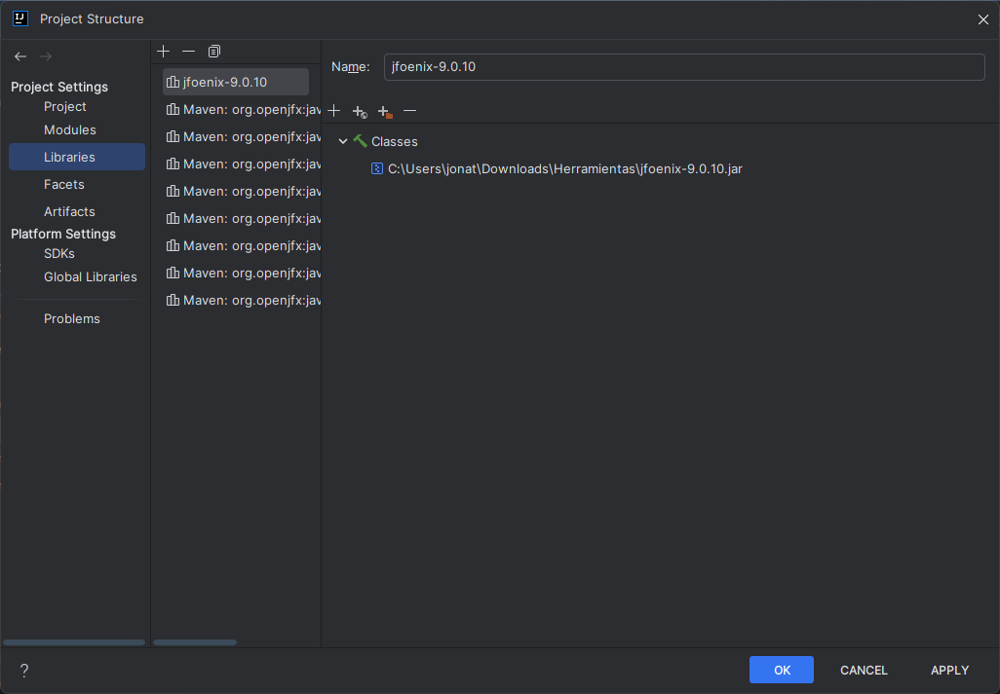 Project Structure
Project Settings
Project
Modules
Libraries
Facets
Artifacts
Platform Settings
SDKs
Global Libraries
Problems
jfoenix-9.0.10
Maven: org.openjfx:jav
Maven: org.openjfx:jav
Maven: org.openjfx:jav
Maven: org.openjfx:jav
Maven: org.openjfx:jav
Maven: org.openjfx:jav
Maven: org.openjfx:jav
Maven: org.openjfx:jav
Name: jfoenix-9.0.10
Classes
C:\Users\jonat\Downloads\Herramientas\jfoenix-9.0.10.jar
? OK CANCEL APPLY